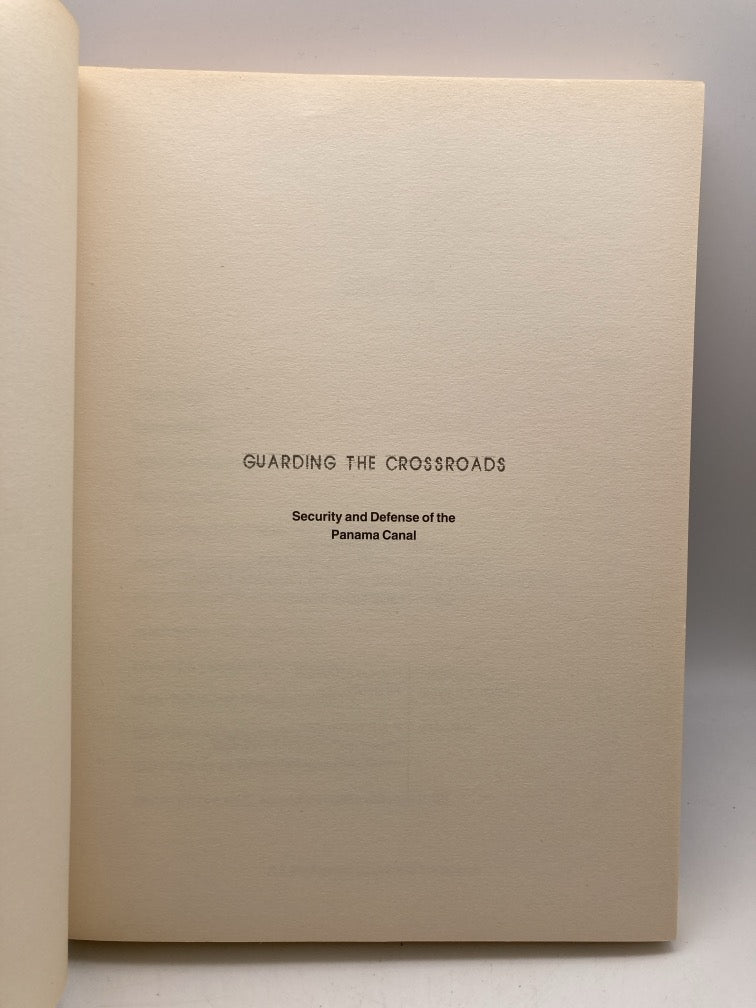 GUARDING THE CROSSROADS
Security and Defense of the
Panama Canal